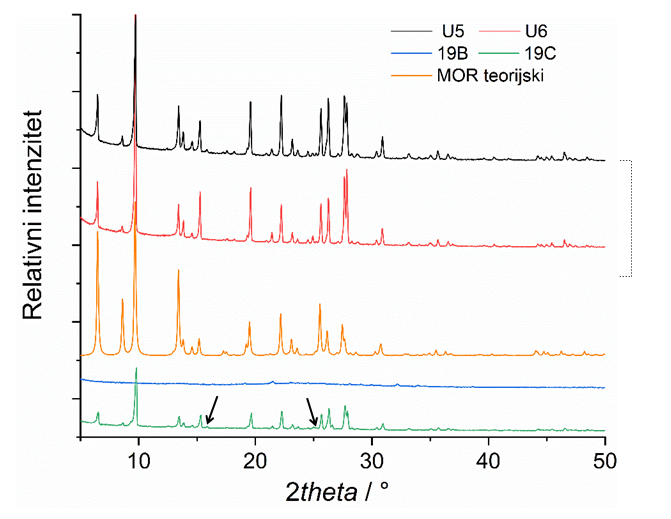 U5 U6
19B 19C
MOR teorijski
Relativni intenzitet
10 20 30 40 50
2theta / °